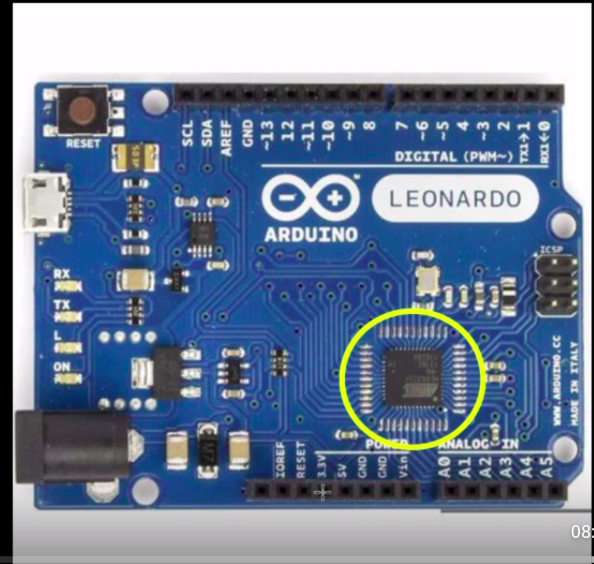 RESET
SCL
SDA
AREF
GND
~13
12
~11
~10
~9
8
7
~6
~5
4
~3
2
TX1→1
RX1←0
DIGITAL (PWM~)
LEONARDO
ARDUINO
ICSP
RX
TX
L
ON
WWW.ARDUINO.CC
MADE IN ITALY
POWER
ANALOG IN
IOREF
RESET
3.3V
5V
GND
GND
Vin
A0
A1
A2
A3
A4
A5
08: